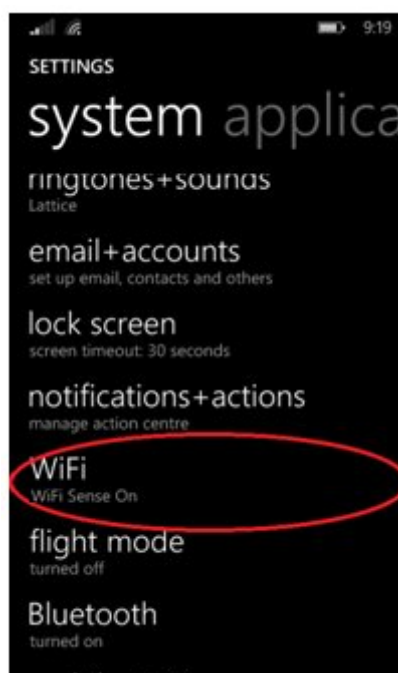 9:19
SETTINGS
system applica
ringtones+sounds
Lattice
email+accounts
set up email, contacts and others
lock screen
screen timeout: 30 seconds
notifications+actions
manage action centre
WiFi
WiFi Sense On
flight mode
turned off
Bluetooth
turned on